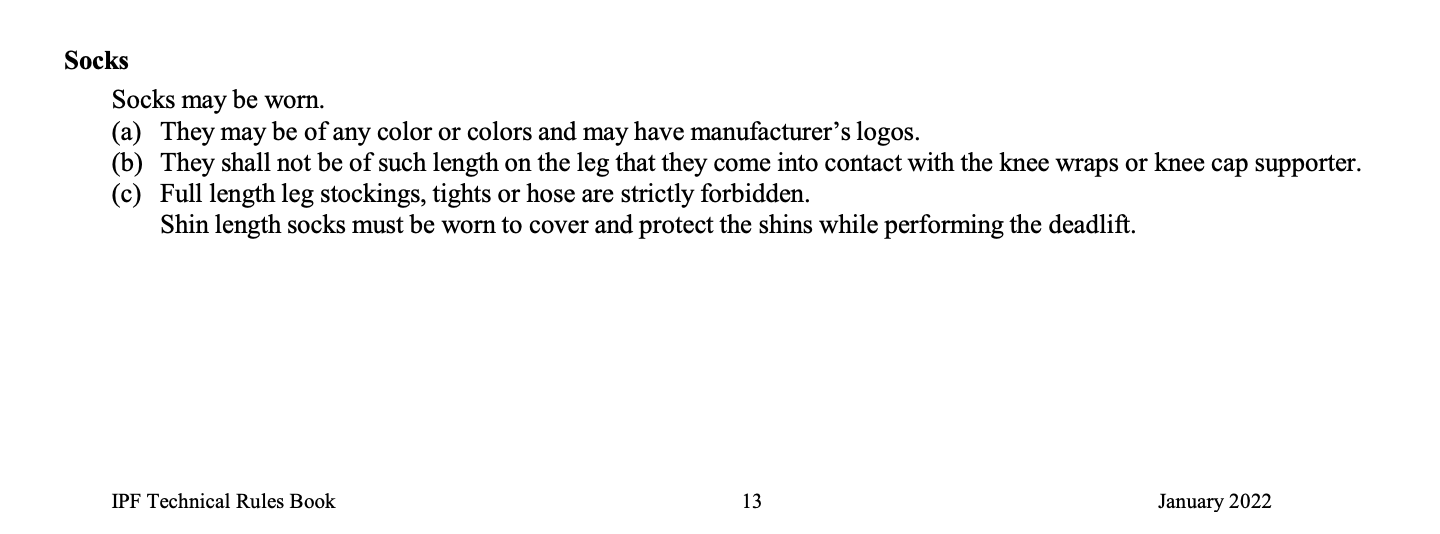 Socks
Socks may be worn.
(a) They may be of any color or colors and may have manufacturer’s logos.
(b) They shall not be of such length on the leg that they come into contact with the knee wraps or knee cap supporter.
(c) Full length leg stockings, tights or hose are strictly forbidden.
Shin length socks must be worn to cover and protect the shins while performing the deadlift.
IPF Technical Rules Book 13 January 2022